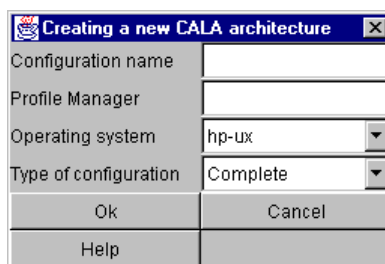 Creating a new CALA architecture
Configuration name
Profile Manager
Operating system hp-ux
Type of configuration Complete
Ok Cancel
Help